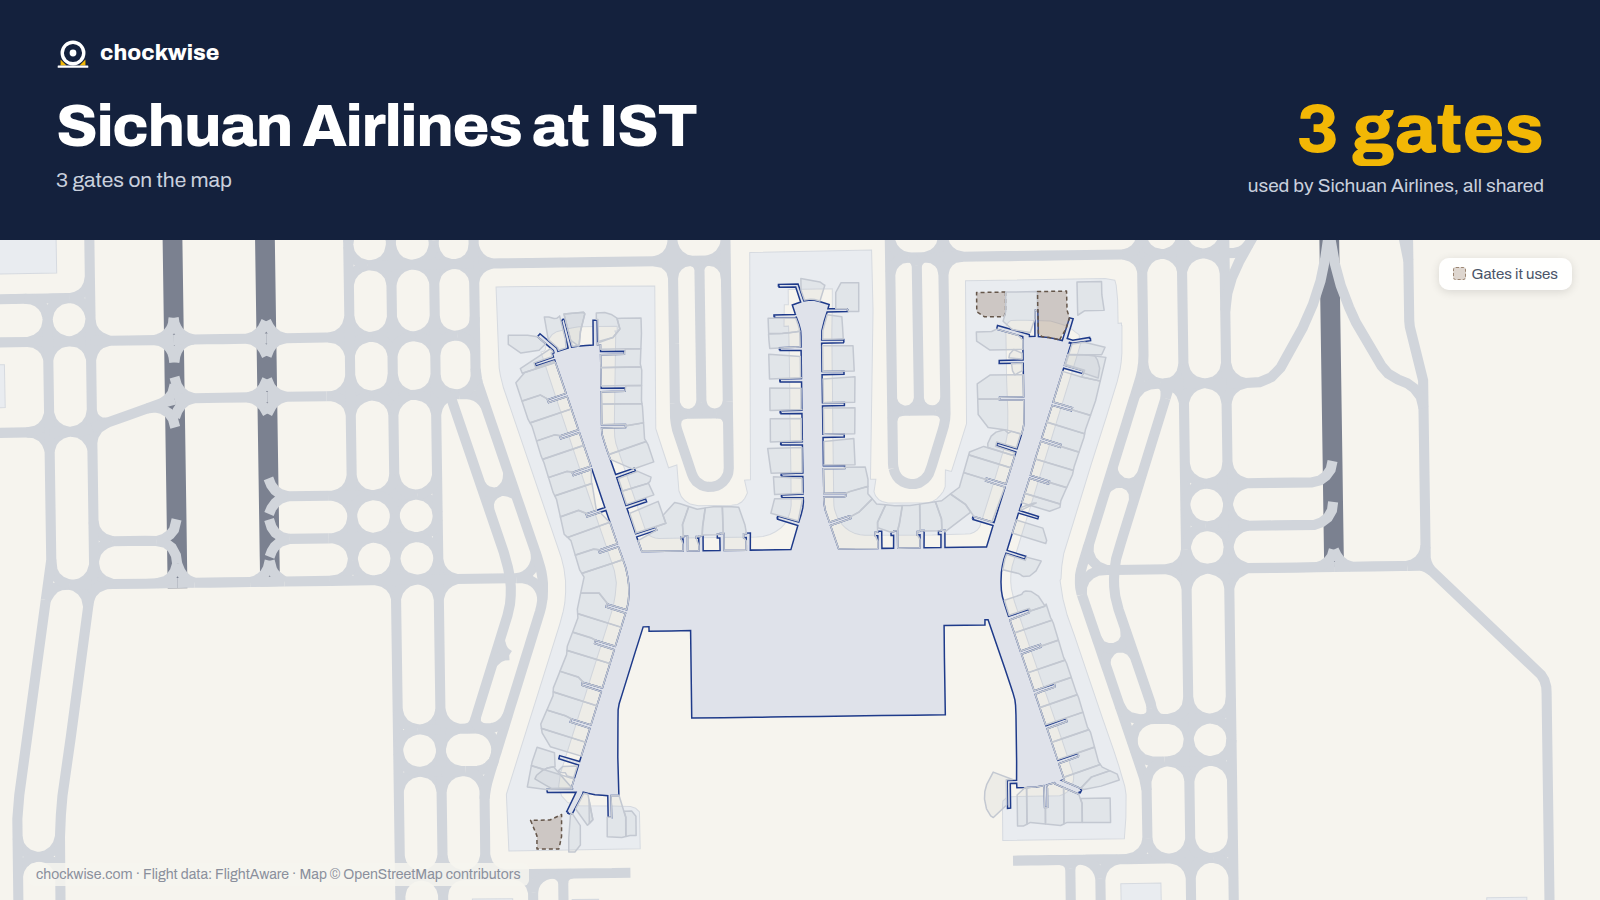 chockwise
Sichuan Airlines at IST
3 gates on the map
3 gates
used by Sichuan Airlines, all shared
Gates it uses
chockwise.com · Flight data: FlightAware · Map © OpenStreetMap contributors